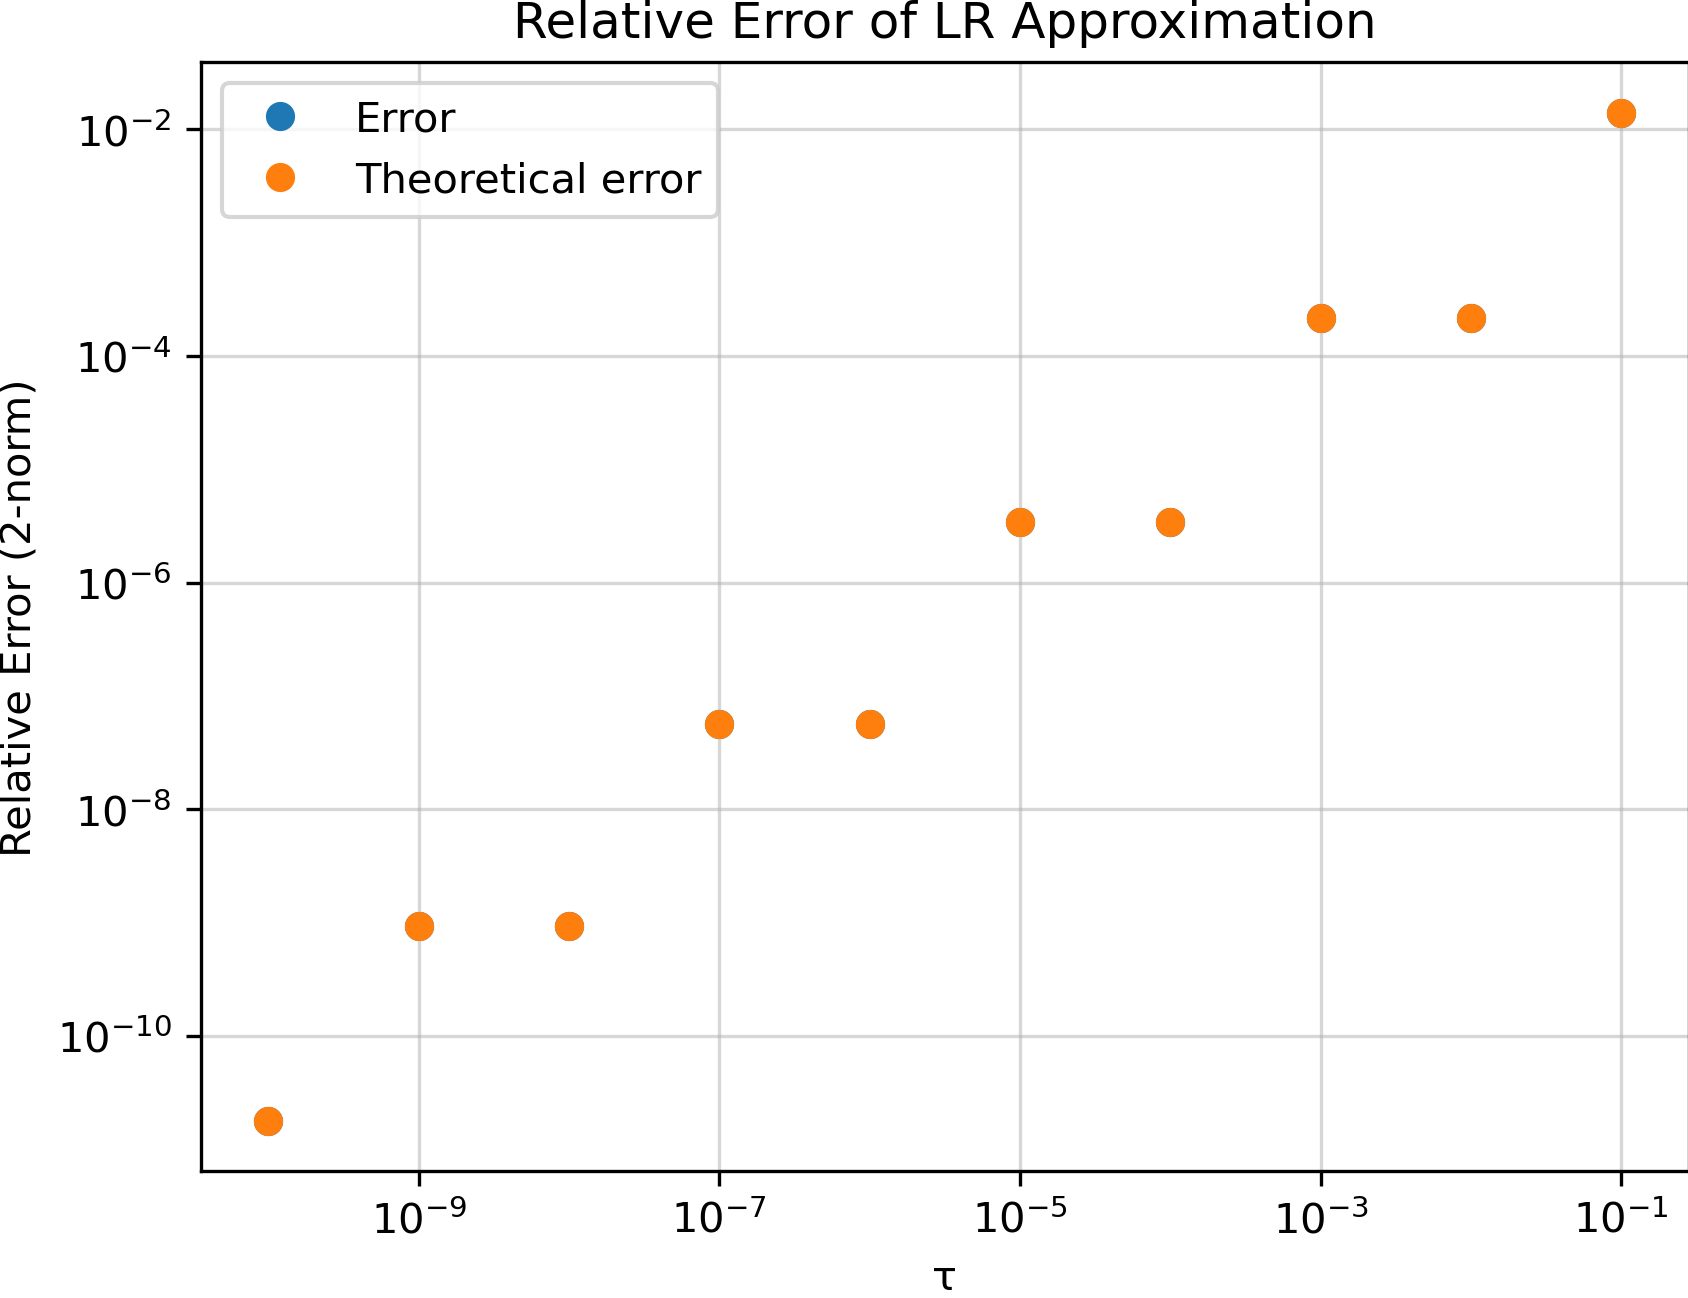 Relative Error of LR Approximation
Error
Theoretical error
10⁻²
10⁻⁴
10⁻⁶
10⁻⁸
10⁻¹⁰
Relative Error (2-norm)
10⁻⁹ 10⁻⁷ 10⁻⁵ 10⁻³ 10⁻¹
τ